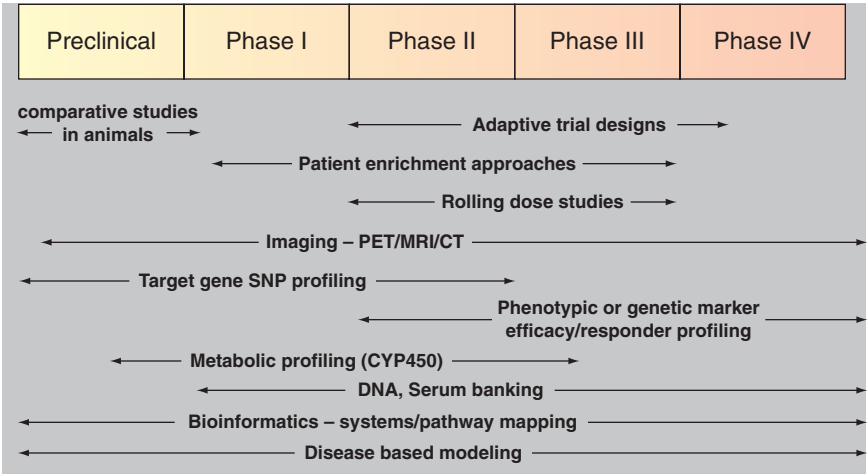 Preclinical
Phase I
Phase II
Phase III
Phase IV
comparative studies
in animals
Adaptive trial designs
Patient enrichment approaches
Rolling dose studies
Imaging – PET/MRI/CT
Target gene SNP profiling
Phenotypic or genetic marker
efficacy/responder profiling
Metabolic profiling (CYP450)
DNA, Serum banking
Bioinformatics – systems/pathway mapping
Disease based modeling